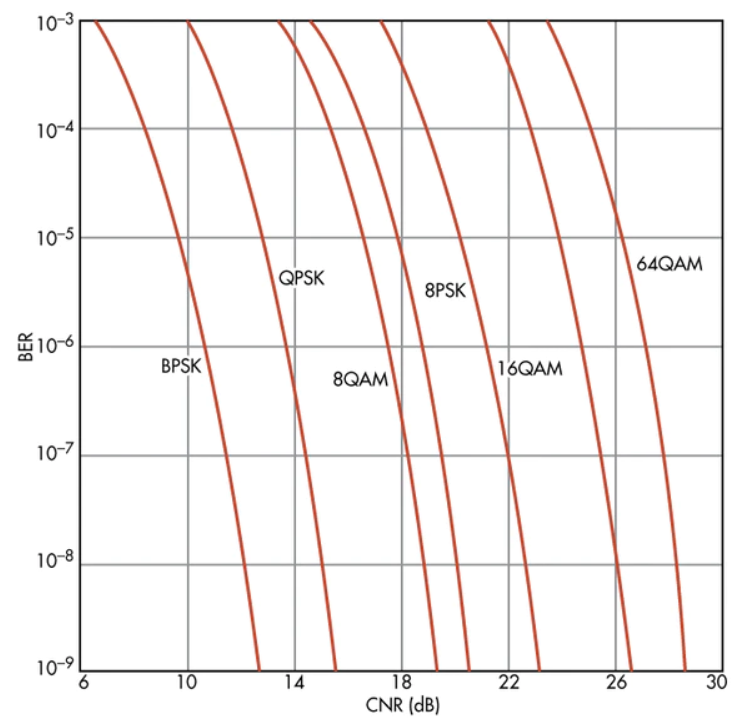 10⁻³
10⁻⁴
10⁻⁵
10⁻⁶
10⁻⁷
10⁻⁸
10⁻⁹
BER
BPSK
QPSK
8QAM
8PSK
16QAM
64QAM
6 10 14 18 22 26 30
CNR (dB)